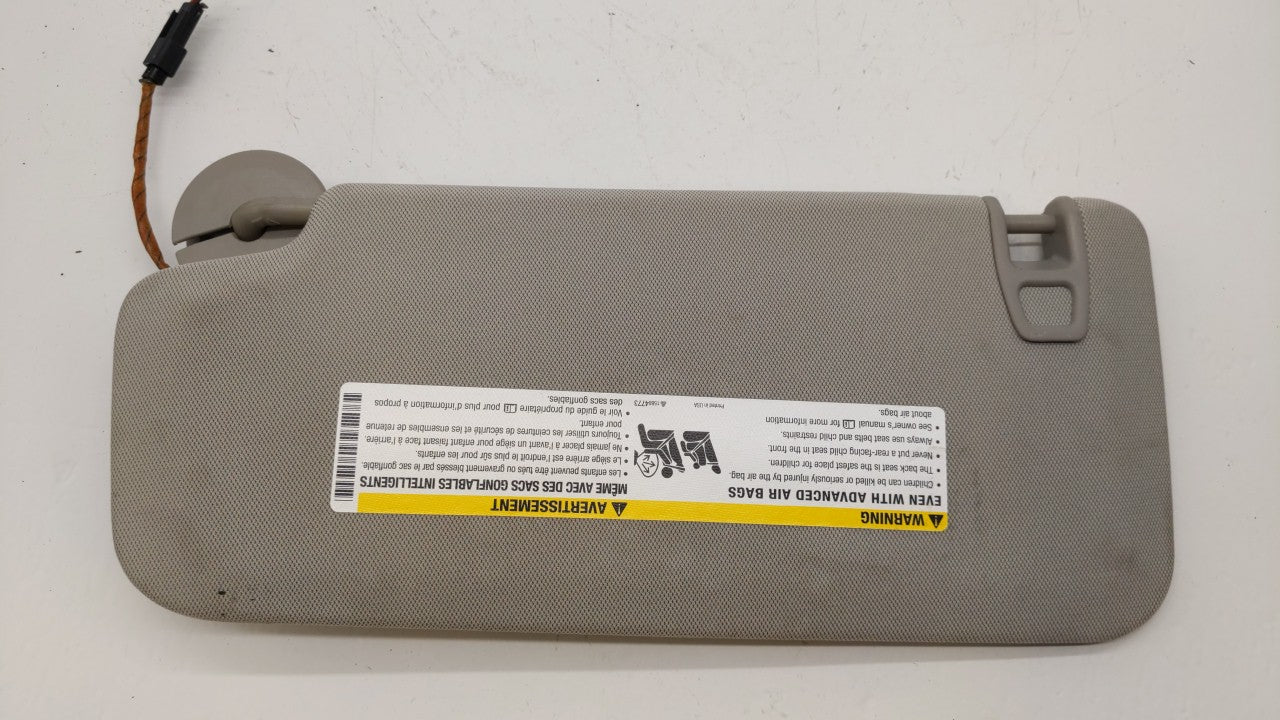 WARNING
EVEN WITH ADVANCED AIR BAGS
• Children can be killed or seriously injured by the air bag.
• The back seat is the safest place for children.
• Never put a rear-facing child seat in the front.
• Always use seat belts and child restraints.
• See owner's manual for more information
about air bags.
Printed in USA
AVERTISSEMENT
MÊME AVEC DES SACS GONFLABLES INTELLIGENTS
• Les enfants peuvent être tués ou gravement blessés par le sac gonflable
• Le siège arrière est l'endroit le plus sûr pour les enfants.
• Ne jamais placer à l'avant un siège pour enfant faisant face à l'arrière.
• Toujours utiliser les ceintures de sécurité et les ensembles de retenue
pour enfant.
• Voir le guide du propriétaire pour plus d'information à propos
des sacs gonflables.